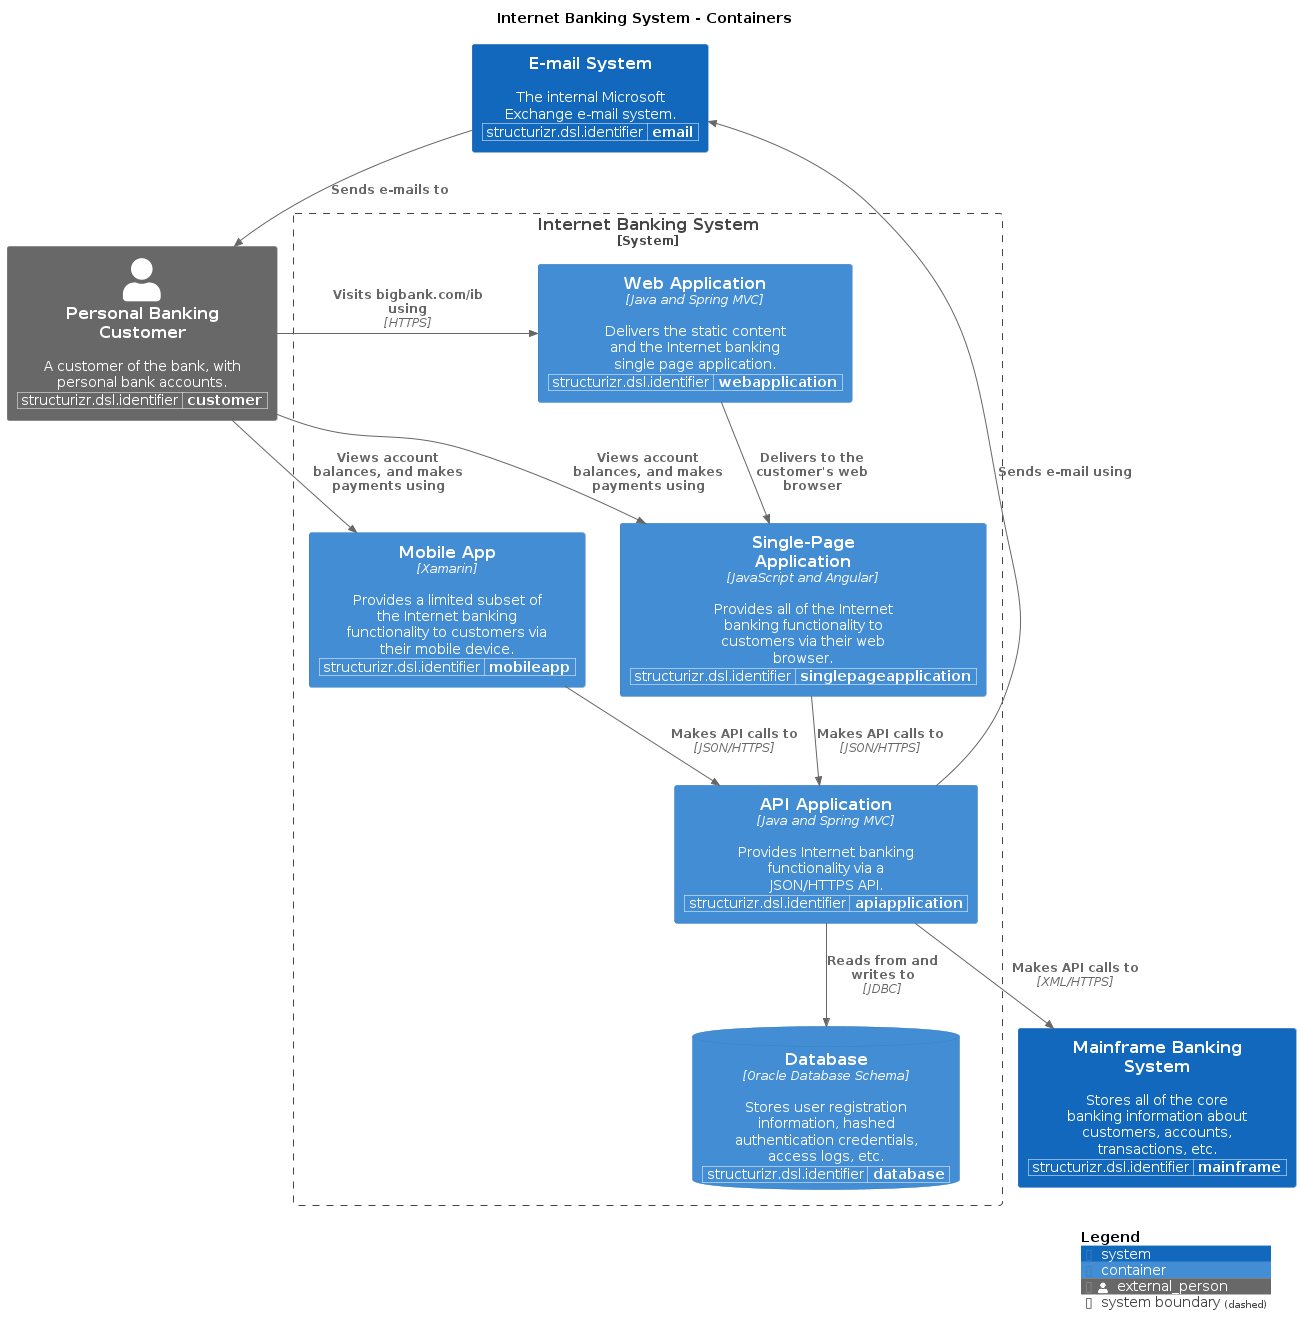 Internet Banking System - Containers
E-mail System
The internal Microsoft
Exchange e-mail system.
structurizr.dsl.identifier email
Sends e-mails to
Internet Banking System
[System]
Personal Banking
Customer
A customer of the bank, with
personal bank accounts.
structurizr.dsl.identifier customer
Visits bigbank.com/ib
using
[HTTPS]
Web Application
[Java and Spring MVC]
Delivers the static content
and the Internet banking
single page application.
structurizr.dsl.identifier webapplication
Views account
balances, and makes
payments using
Views account
balances, and makes
payments using
Delivers to the
customer's web
browser
Sends e-mail using
Mobile App
[Xamarin]
Provides a limited subset of
the Internet banking
functionality to customers via
their mobile device.
structurizr.dsl.identifier mobileapp
Single-Page
Application
[JavaScript and Angular]
Provides all of the Internet
banking functionality to
customers via their web
browser.
structurizr.dsl.identifier singlepageapplication
Makes API calls to
[JSON/HTTPS]
Makes API calls to
[JSON/HTTPS]
API Application
[Java and Spring MVC]
Provides Internet banking
functionality via a
JSON/HTTPS API.
structurizr.dsl.identifier apiapplication
Reads from and
writes to
[JDBC]
Makes API calls to
[XML/HTTPS]
Database
[Oracle Database Schema]
Stores user registration
information, hashed
authentication credentials,
access logs, etc.
structurizr.dsl.identifier database
Mainframe Banking
System
Stores all of the core
banking information about
customers, accounts,
transactions, etc.
structurizr.dsl.identifier mainframe
Legend
system
container
external_person
system boundary (dashed)